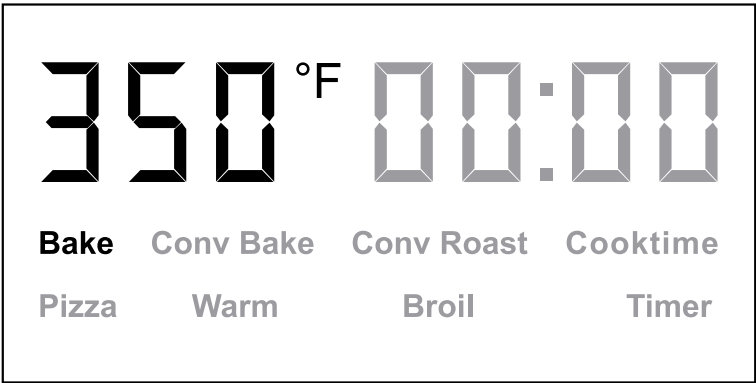 350°F 00:00
Bake Conv Bake Conv Roast Cooktime
Pizza Warm Broil Timer